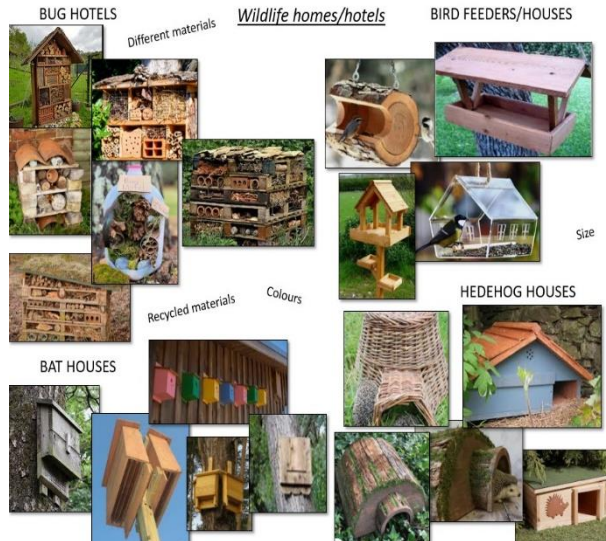 Wildlife homes/hotels
BUG HOTELS
Different materials
BIRD FEEDERS/HOUSES
Size
Recycled materials
Colours
HEDEHOG HOUSES
BAT HOUSES